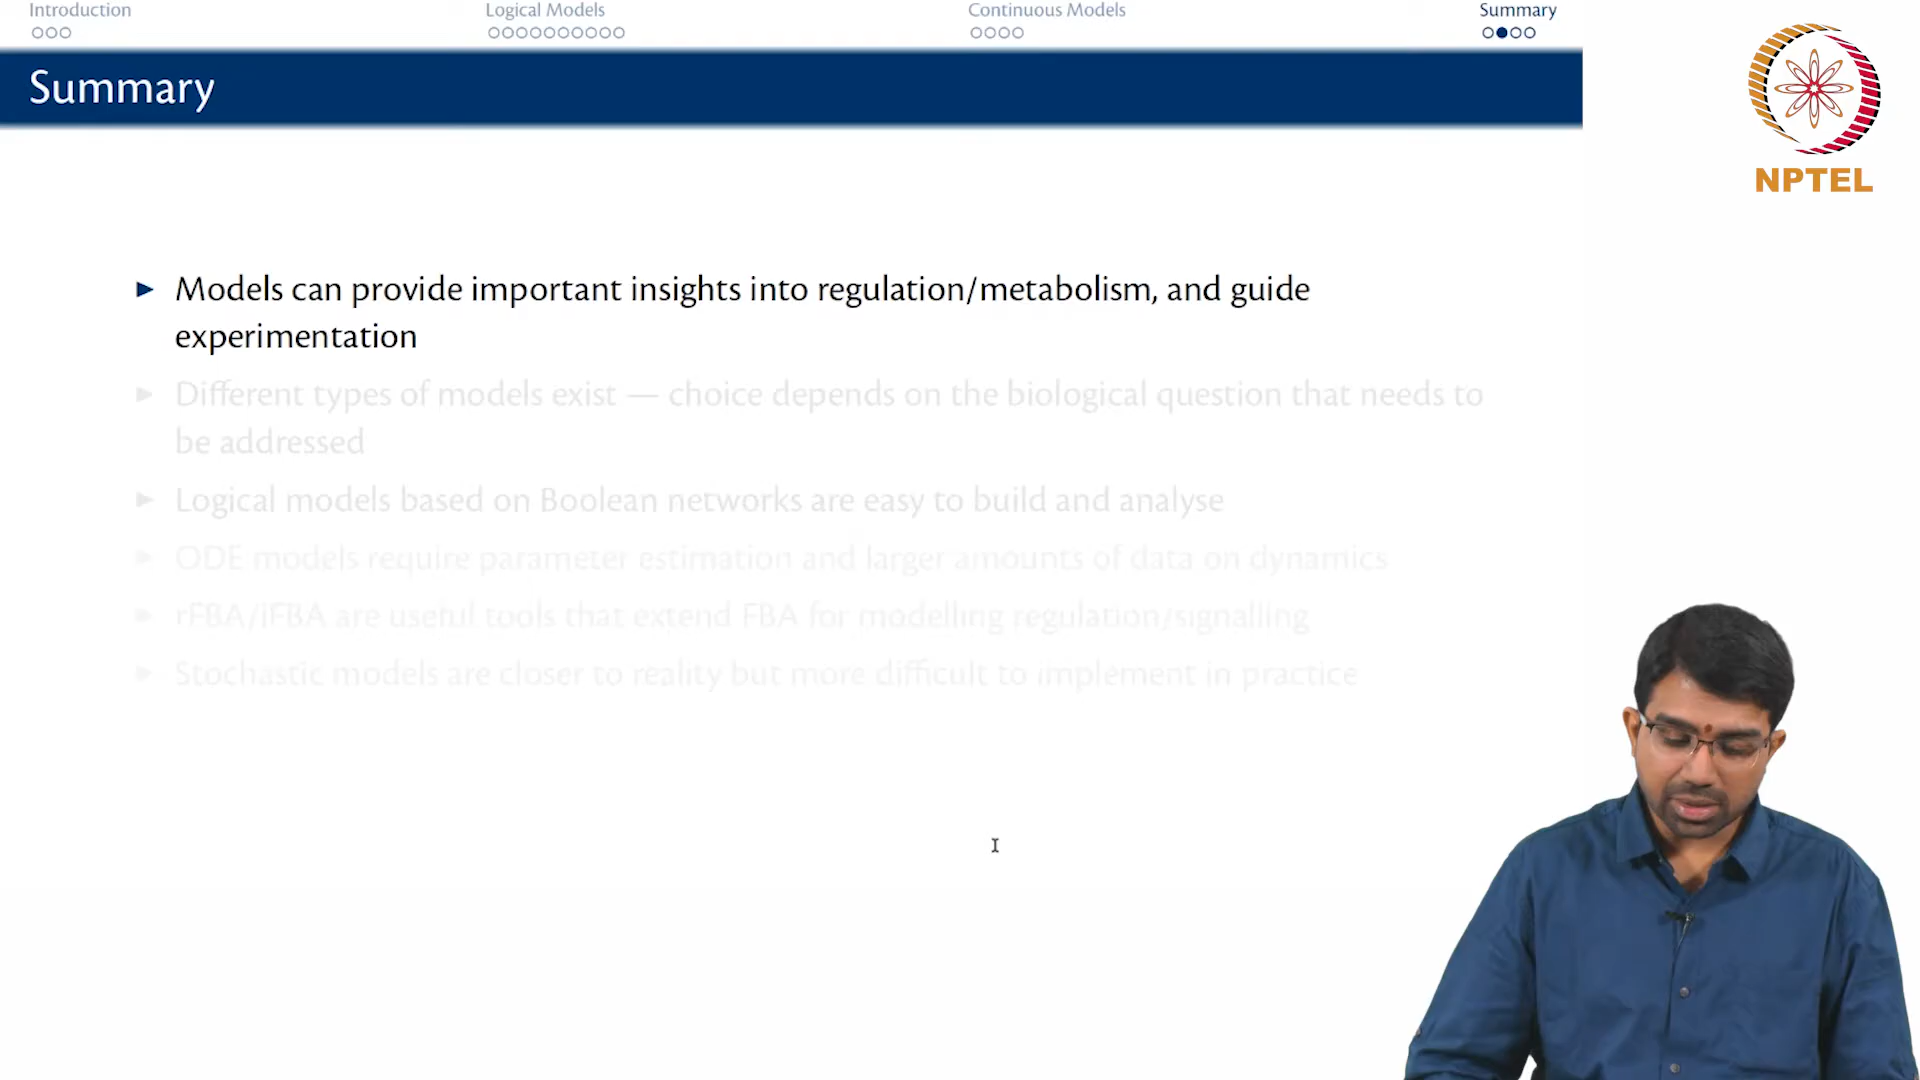 Introduction
Logical Models
Continuous Models
Summary
Summary
NPTEL
► Models can provide important insights into regulation/metabolism, and guide
experimentation
► Different types of models exist — choice depends on the biological question that needs to
be addressed
► Logical models based on Boolean networks are easy to build and analyse
► ODE models require parameter estimation and larger amounts of data on dynamics
► rFBA/iFBA are useful tools that extend FBA for modelling regulation/signalling
► Stochastic models are closer to reality but more difficult to implement in practice